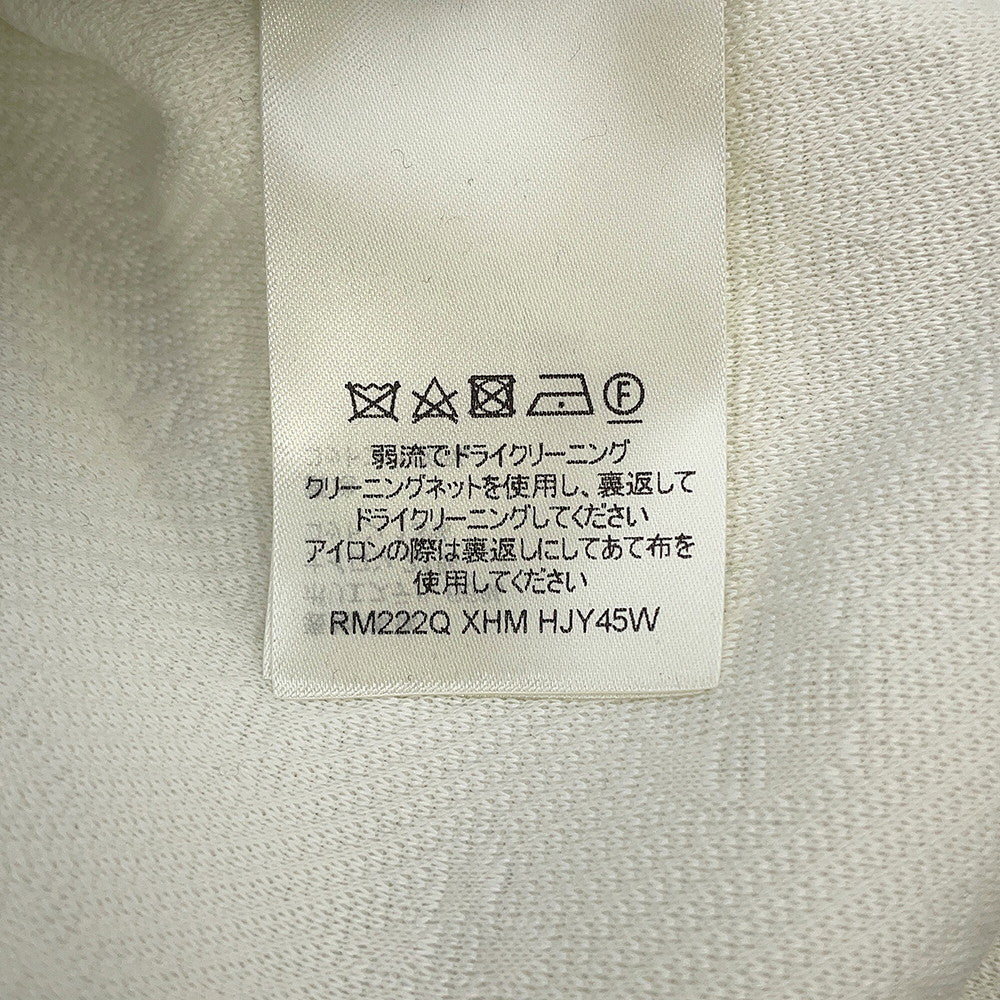 F
弱流でドライクリーニング
クリーニングネットを使用し、裏返して
ドライクリーニングしてください
アイロンの際は裏返しにしてあて布を
使用してください
RM222Q XHM HJY45W